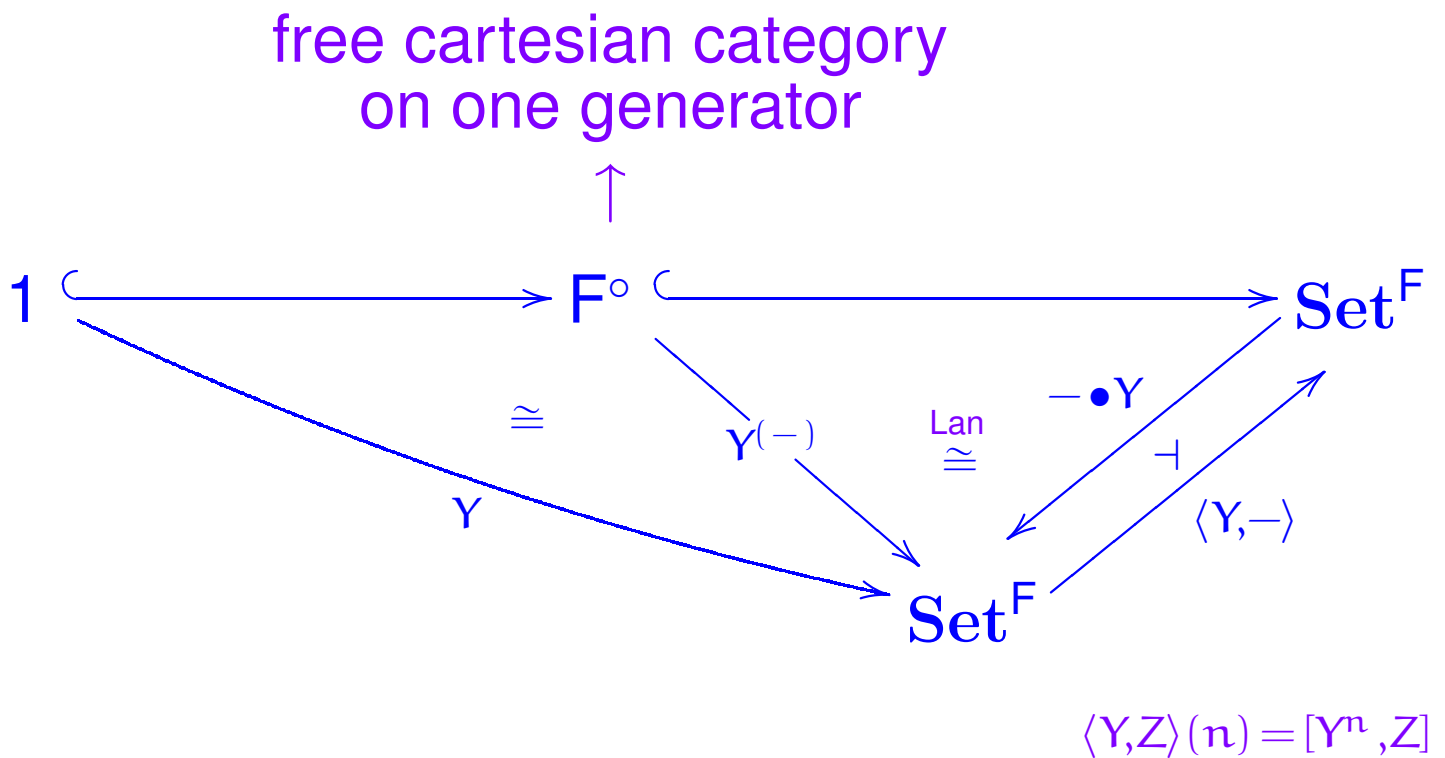 free cartesian category
on one generator
↑
1 F° Set^F
− • Y
≅ Lan
Y^(−) ≅ ⊣
Y ⟨Y,−⟩
Set^F
⟨Y,Z⟩(n) = [Y^n ,Z]